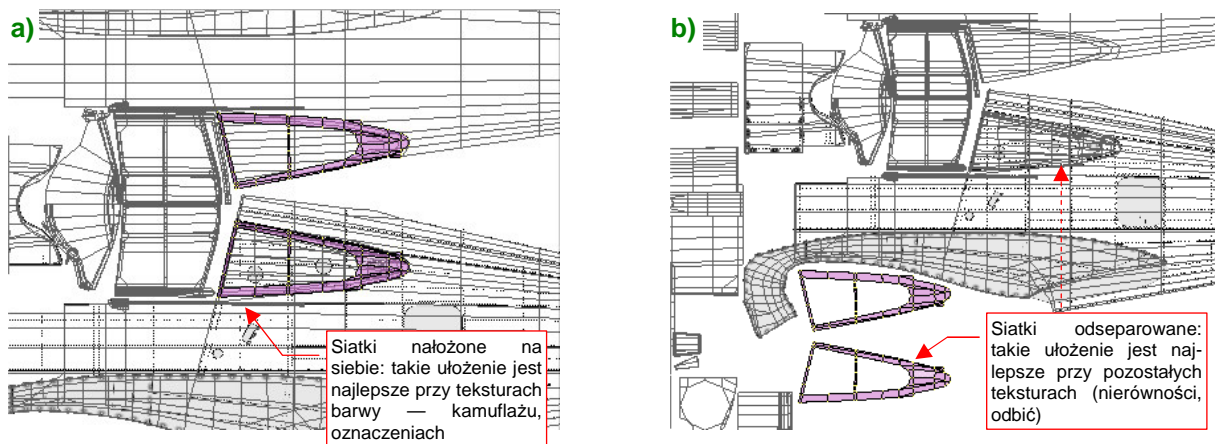 a)
Siatki nałożone na
siebie: takie ułożenie jest
najlepsze przy teksturach
barwy — kamuflażu,
oznaczeniach
b)
Siatki odseparowane:
takie ułożenie jest naj-
lepsze przy pozostałych
teksturach (nierówności,
odbić)